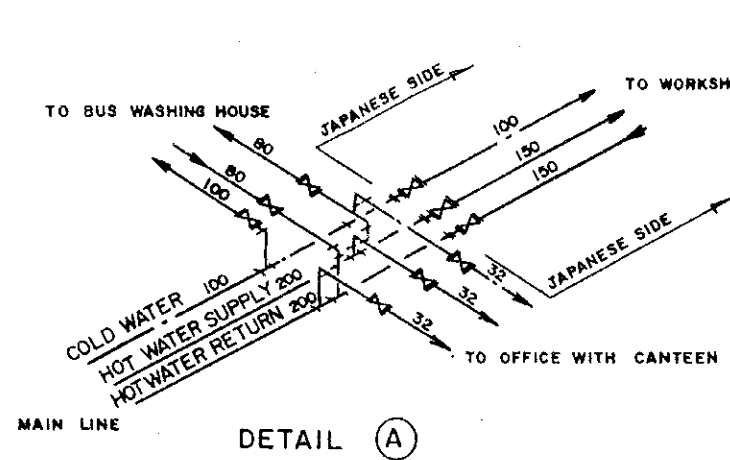 JAPANESE SIDE
TO WORKSH
TO BUS WASHING HOUSE
80
100
80
150
100
150
JAPANESE SIDE
32
COLD WATER 100
HOT WATER SUPPLY 200
32
HOT WATER RETURN 200
32
TO OFFICE WITH CANTEEN
MAIN LINE
DETAIL A